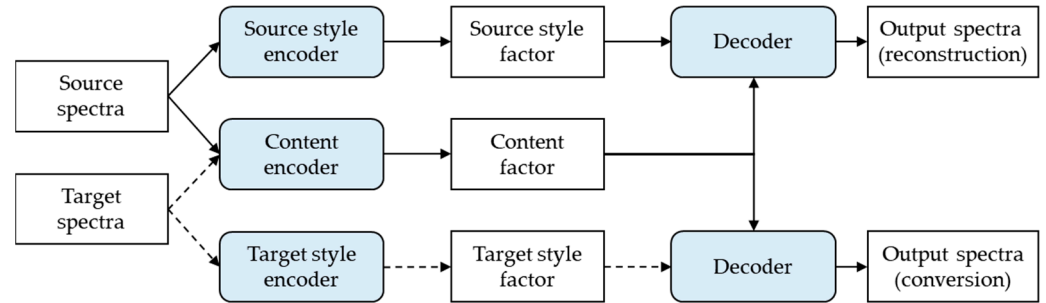 Source style
encoder
Source style
factor
Decoder
Output spectra
(reconstruction)
Source
spectra
Content
encoder
Content
factor
Target
spectra
Target style
encoder
Target style
factor
Decoder
Output spectra
(conversion)